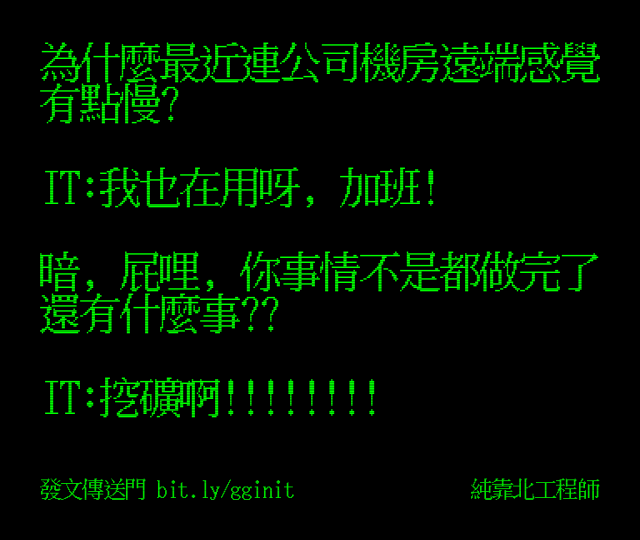 為什麼最近連公司機房遠端感覺
有點慢?
IT:我也在用呀, 加班!
暗, 屁哩, 你事情不是都做完了
還有什麼事??
IT:挖礦啊!!!!!!!!
發文傳送門 bit.ly/gginit
純靠北工程師